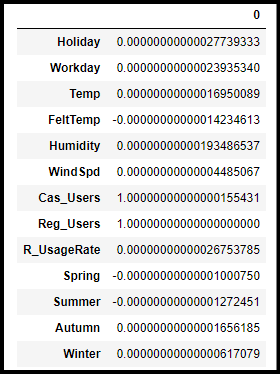 0
Holiday 0.00000000000027739333
Workday 0.00000000000023935340
Temp 0.00000000000016950089
FeltTemp -0.00000000000014234613
Humidity 0.00000000000193486537
WindSpd 0.00000000000004485067
Cas_Users 1.00000000000000155431
Reg_Users 1.00000000000000000000
R_UsageRate 0.00000000000026753785
Spring -0.00000000000001000750
Summer -0.00000000000001272451
Autumn 0.00000000000001656185
Winter 0.00000000000000617079